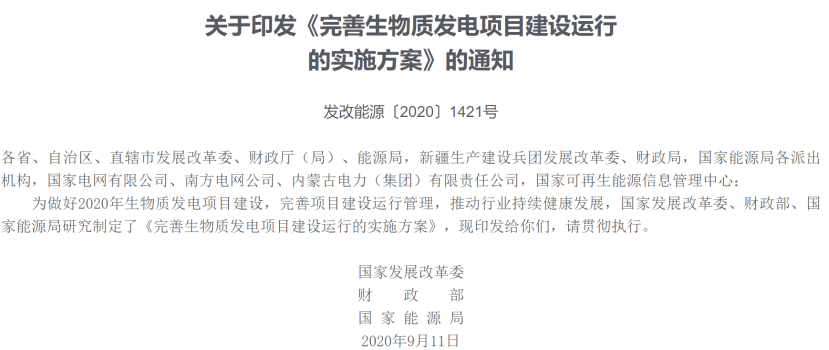 关于印发《完善生物质发电项目建设运行
的实施方案》的通知
发改能源〔2020〕1421号
各省、自治区、直辖市发展改革委、财政厅（局）、能源局，新疆生产建设兵团发展改革委、财政局，国家能源局各派出
机构，国家电网有限公司、南方电网公司、内蒙古电力（集团）有限责任公司，国家可再生能源信息管理中心：
为做好2020年生物质发电项目建设，完善项目建设运行管理，推动行业持续健康发展，国家发展改革委、财政部、国
家能源局研究制定了《完善生物质发电项目建设运行的实施方案》，现印发给你们，请贯彻执行。
国家发展改革委
财　政　部
国 家 能 源 局
2020年9月11日